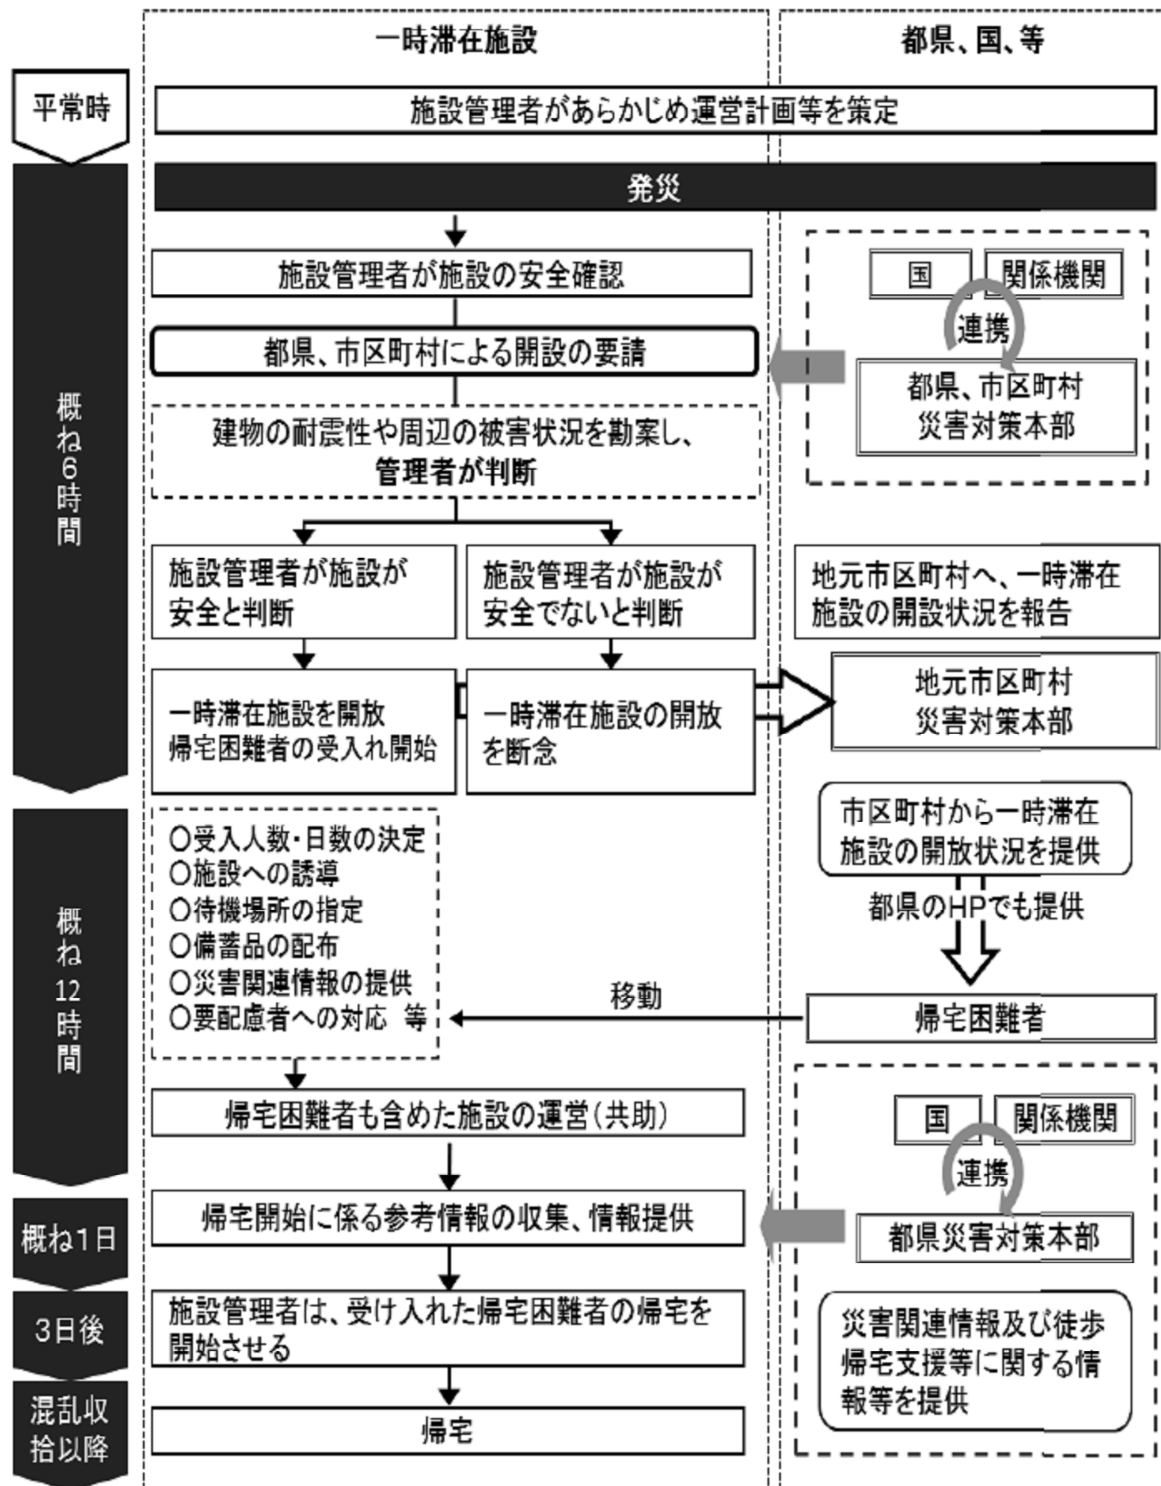 一時滞在施設
都県、国、等
平常時
施設管理者があらかじめ運営計画等を策定
発災
概ね6時間
施設管理者が施設の安全確認
都県、市区町村による開設の要請
国
関係機関
連携
都県、市区町村
災害対策本部
建物の耐震性や周辺の被害状況を勘案し、
管理者が判断
施設管理者が施設が
安全と判断
施設管理者が施設が
安全でないと判断
地元市区町村へ、一時滞在
施設の開設状況を報告
一時滞在施設を開放
帰宅困難者の受入れ開始
一時滞在施設の開放
を断念
地元市区町村
災害対策本部
概ね12時間
○受入人数・日数の決定
○施設への誘導
○待機場所の指定
○備蓄品の配布
○災害関連情報の提供
○要配慮者への対応 等
市区町村から一時滞在
施設の開放状況を提供
都県のHPでも提供
移動
帰宅困難者
帰宅困難者も含めた施設の運営(共助)
国
関係機関
連携
都県災害対策本部
概ね1日
帰宅開始に係る参考情報の収集、情報提供
3日後
施設管理者は、受け入れた帰宅困難者の帰宅を
開始させる
災害関連情報及び徒歩
帰宅支援等に関する情
報等を提供
混乱収
拾以降
帰宅